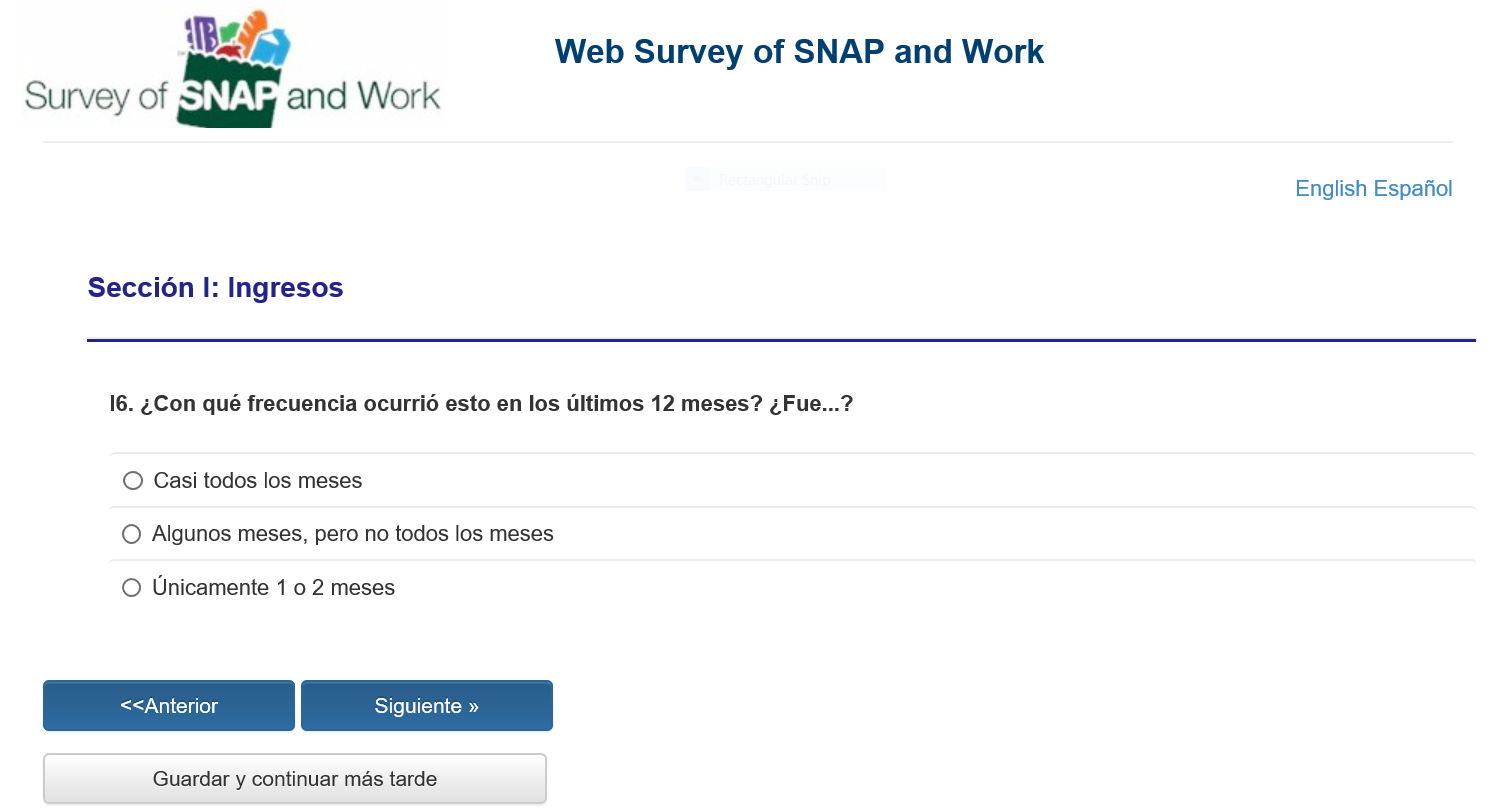 Web Survey of SNAP and Work
Survey of SNAP and Work
Rectangular Snip
English Español
Sección I: Ingresos
I6. ¿Con qué frecuencia ocurrió esto en los últimos 12 meses? ¿Fue...?
Casi todos los meses
Algunos meses, pero no todos los meses
Únicamente 1 o 2 meses
<<Anterior
Siguiente »
Guardar y continuar más tarde